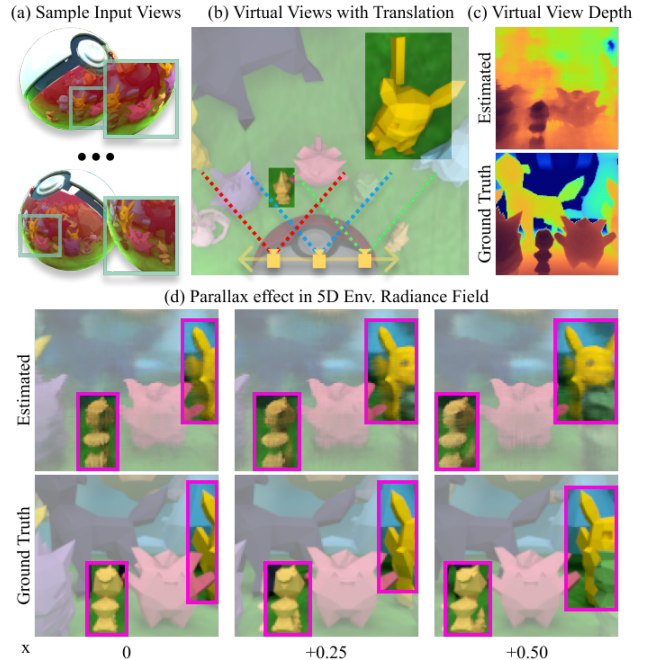 (a) Sample Input Views
(b) Virtual Views with Translation
(c) Virtual View Depth
Estimated
Ground Truth
(d) Parallax effect in 5D Env. Radiance Field
Estimated
Ground Truth
x 0 +0.25 +0.50